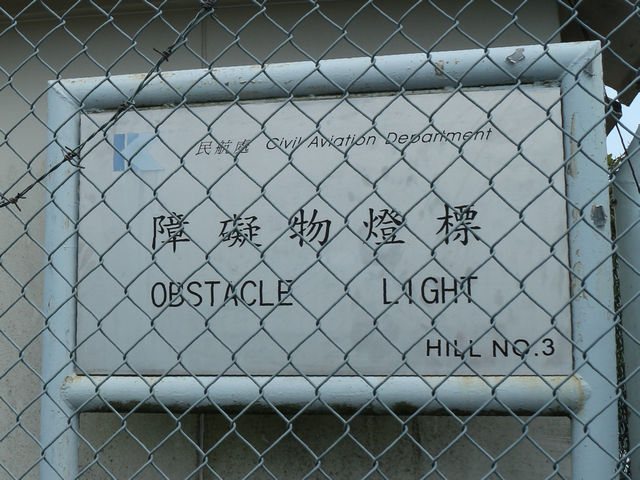 民航處 Civil Aviation Department
障礙物燈標
OBSTACLE LIGHT
HILL NO.3